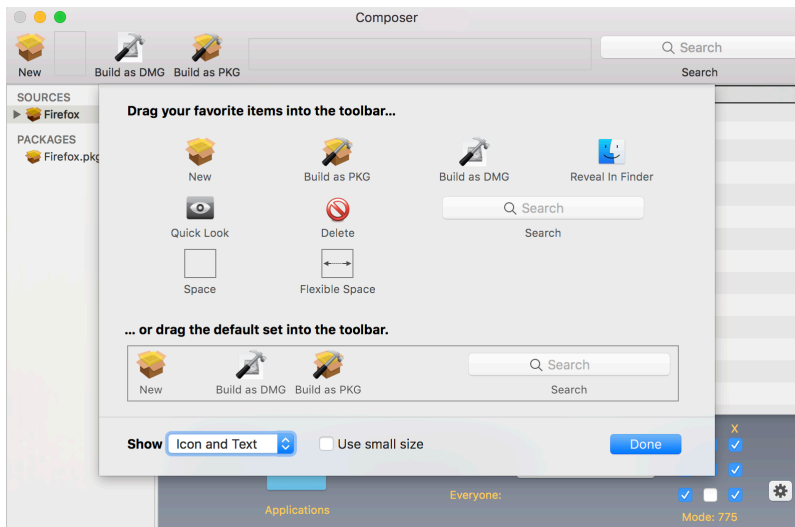 Composer
New
Build as DMG
Build as PKG
Search
Search
SOURCES
Firefox
PACKAGES
Firefox.pkg
Drag your favorite items into the toolbar...
New
Build as PKG
Build as DMG
Reveal In Finder
Quick Look
Delete
Search
Search
Space
Flexible Space
... or drag the default set into the toolbar.
New
Build as DMG
Build as PKG
Search
Search
Show
Icon and Text
Use small size
Done
X
Everyone:
Applications
Mode: 775